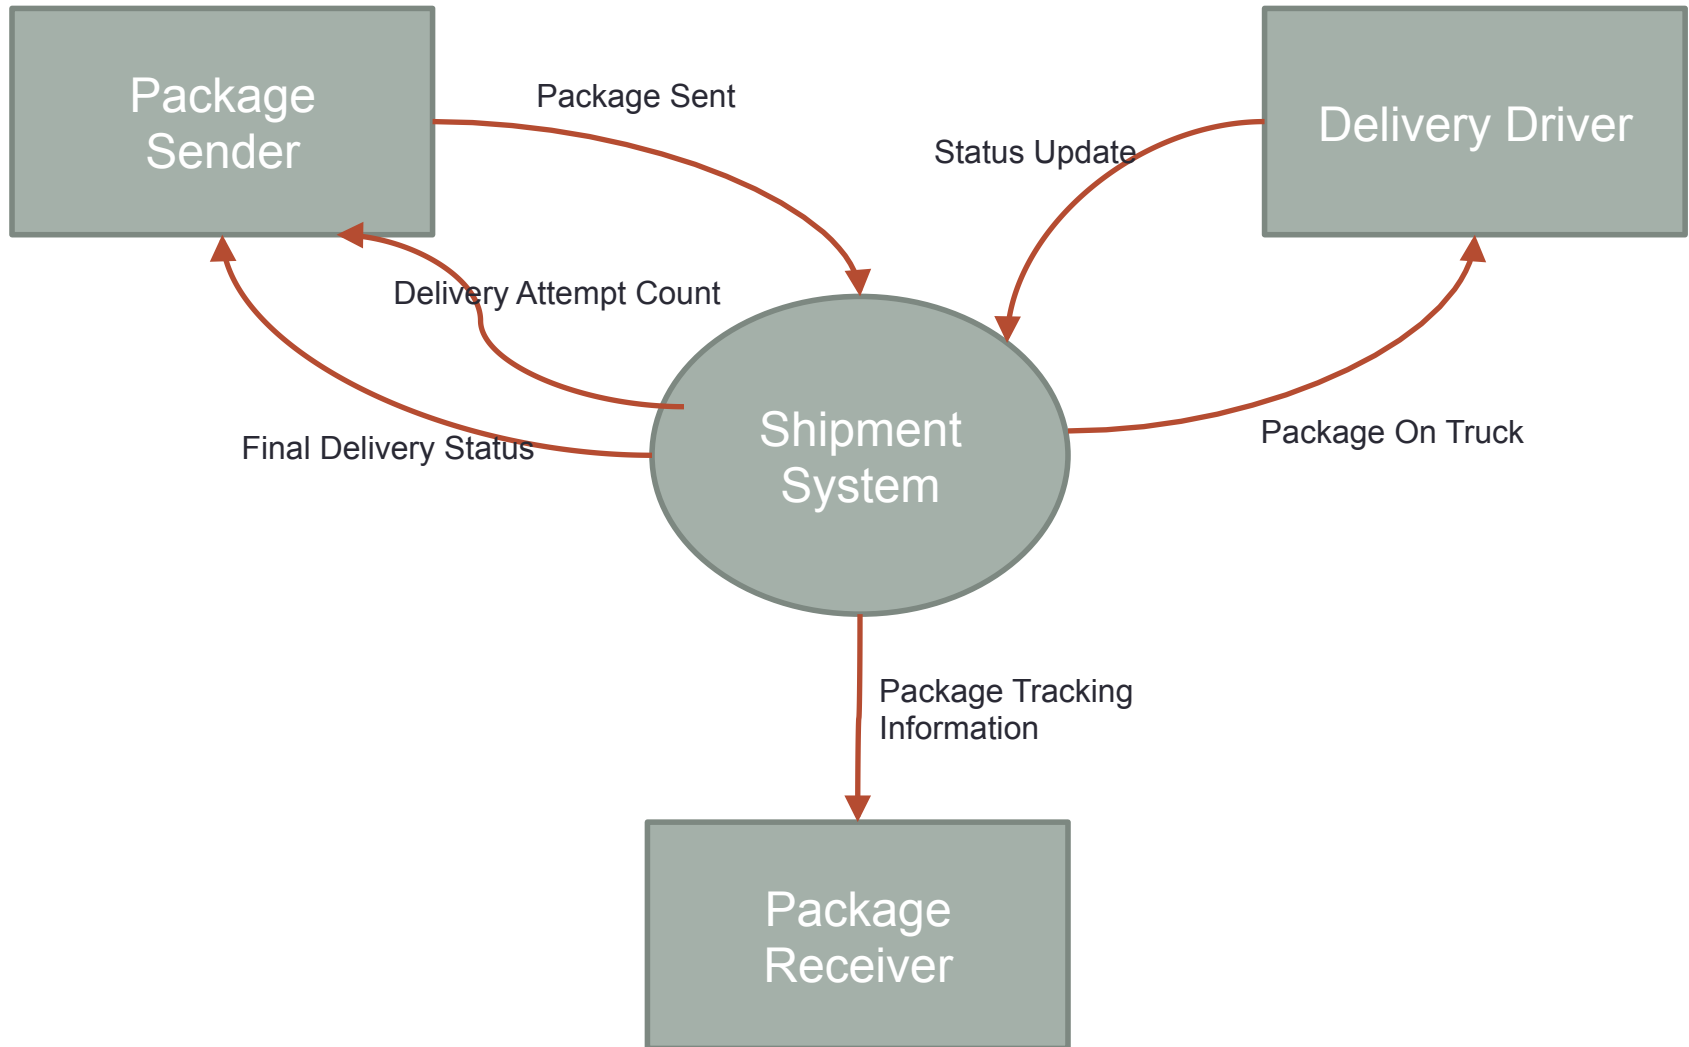 Package
Sender
Package Sent
Status Update
Delivery Driver
Delivery Attempt Count
Final Delivery Status
Shipment
System
Package On Truck
Package Tracking
Information
Package
Receiver